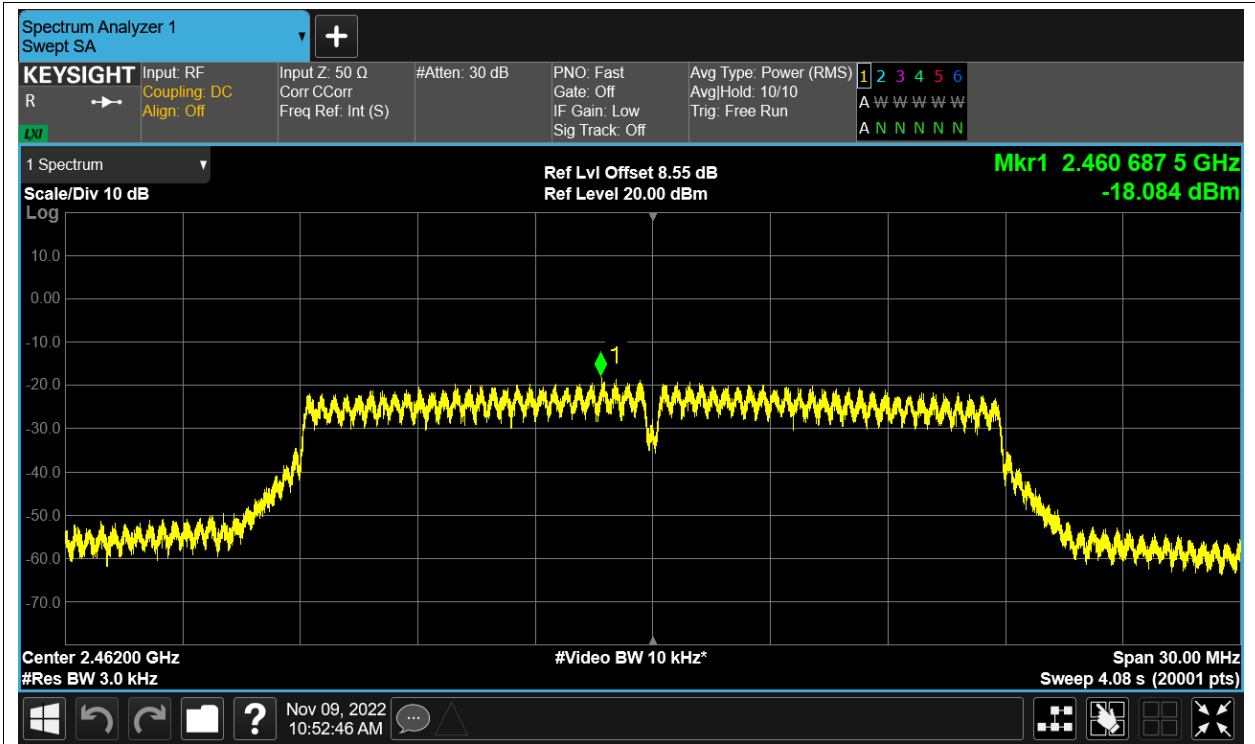 Spectrum Analyzer 1
Swept SA
+
KEYSIGHT
R
LXI
Input: RF
Coupling: DC
Align: Off
Input Z: 50 Ω
Corr CCorr
Freq Ref: Int (S)
#Atten: 30 dB
PNO: Fast
Gate: Off
IF Gain: Low
Sig Track: Off
Avg Type: Power (RMS)
Avg|Hold: 10/10
Trig: Free Run
1 2 3 4 5 6
A W W W W W
A N N N N N
1 Spectrum
Scale/Div 10 dB
Log
Ref Lvl Offset 8.55 dB
Ref Level 20.00 dBm
Mkr1 2.460 687 5 GHz
-18.084 dBm
10.0
0.00
-10.0
-20.0
-30.0
-40.0
-50.0
-60.0
-70.0
1
Center 2.46200 GHz
#Res BW 3.0 kHz
#Video BW 10 kHz*
Span 30.00 MHz
Sweep 4.08 s (20001 pts)
?
Nov 09, 2022
10:52:46 AM